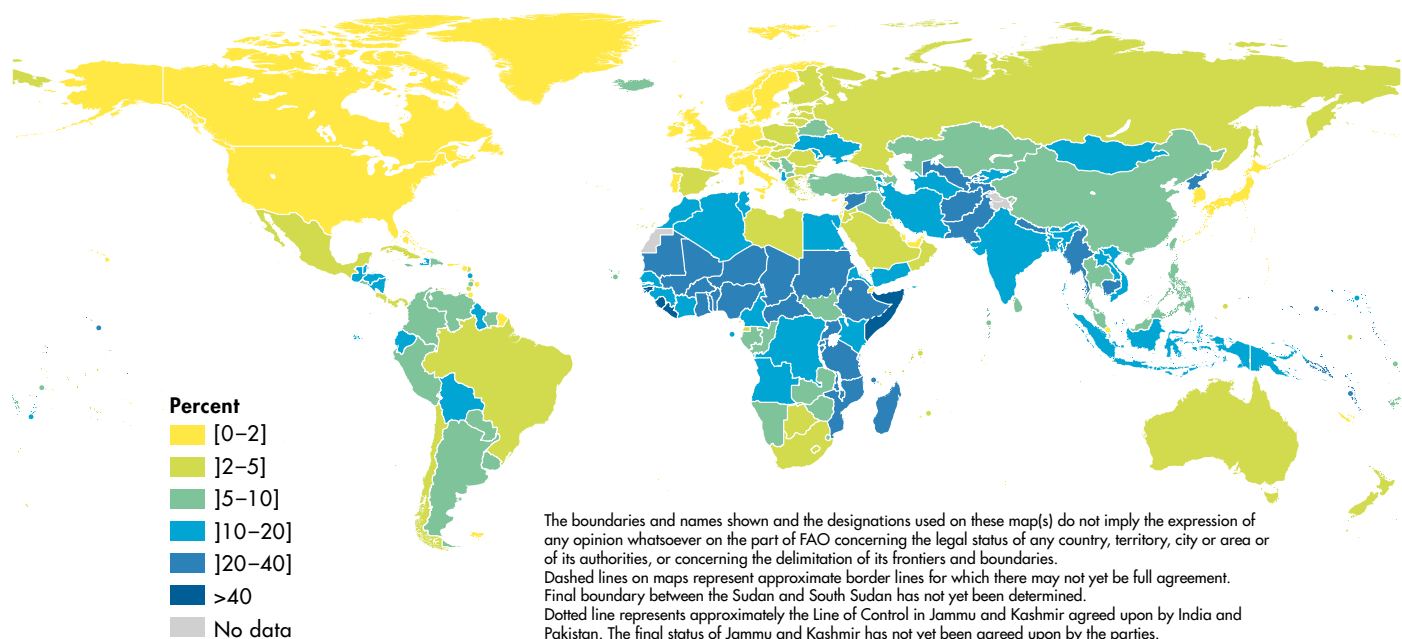 Percent
[0–2]
]2–5]
]5–10]
]10–20]
]20–40]
>40
No data
The boundaries and names shown and the designations used on these map(s) do not imply the expression of
any opinion whatsoever on the part of FAO concerning the legal status of any country, territory, city or area or
of its authorities, or concerning the delimitation of its frontiers and boundaries.
Dashed lines on maps represent approximate border lines for which there may not yet be full agreement.
Final boundary between the Sudan and South Sudan has not yet been determined.
Dotted line represents approximately the Line of Control in Jammu and Kashmir agreed upon by India and
Pakistan. The final status of Jammu and Kashmir has not yet been agreed upon by the parties.